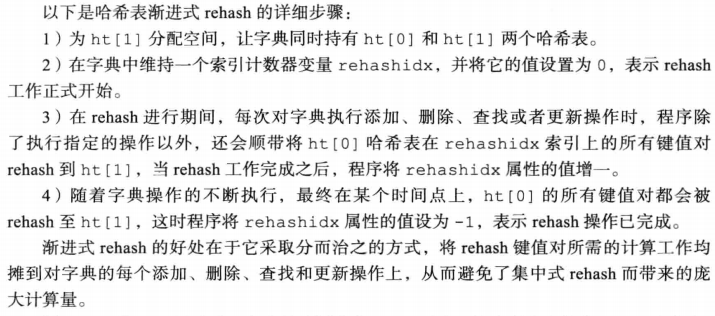 以下是哈希表渐进式 rehash 的详细步骤：
1）为 ht[1] 分配空间，让字典同时持有 ht[0] 和 ht[1] 两个哈希表。
2）在字典中维持一个索引计数器变量 rehashidx，并将它的值设置为 0，表示 rehash
工作正式开始。
3）在 rehash 进行期间，每次对字典执行添加、删除、查找或者更新操作时，程序除
了执行指定的操作以外，还会顺带将 ht[0] 哈希表在 rehashidx 索引上的所有键值对
rehash 到 ht[1]，当 rehash 工作完成之后，程序将 rehashidx 属性的值增一。
4）随着字典操作的不断执行，最终在某个时间点上，ht[0] 的所有键值对都会被
rehash 至 ht[1]，这时程序将 rehashidx 属性的值设为 -1，表示 rehash 操作已完成。
渐进式 rehash 的好处在于它采取分而治之的方式，将 rehash 键值对所需的计算工作均
摊到对字典的每个添加、删除、查找和更新操作上，从而避免了集中式 rehash 而带来的庞
大计算量。